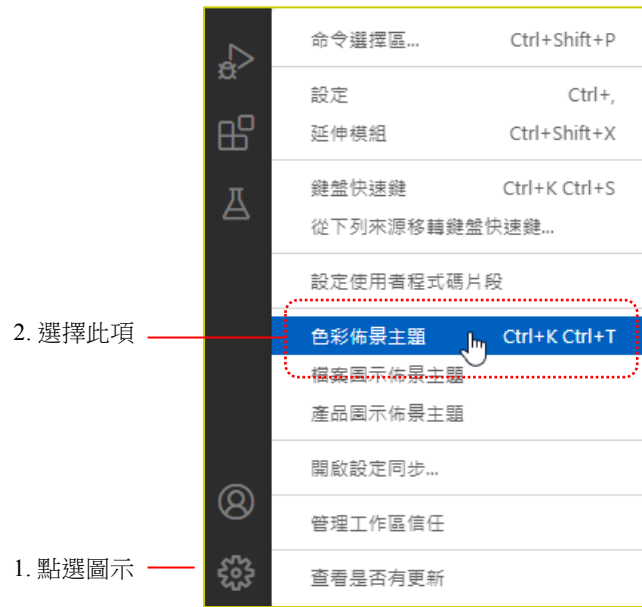 命令選擇區... Ctrl+Shift+P
設定 Ctrl+,
延伸模組 Ctrl+Shift+X
鍵盤快速鍵 Ctrl+K Ctrl+S
從下列來源移轉鍵盤快速鍵...
設定使用者程式碼片段
2. 選擇此項 色彩佈景主題 Ctrl+K Ctrl+T
檔案圖示佈景主題
產品圖示佈景主題
開啟設定同步...
管理工作區信任
1. 點選圖示 查看是否有更新